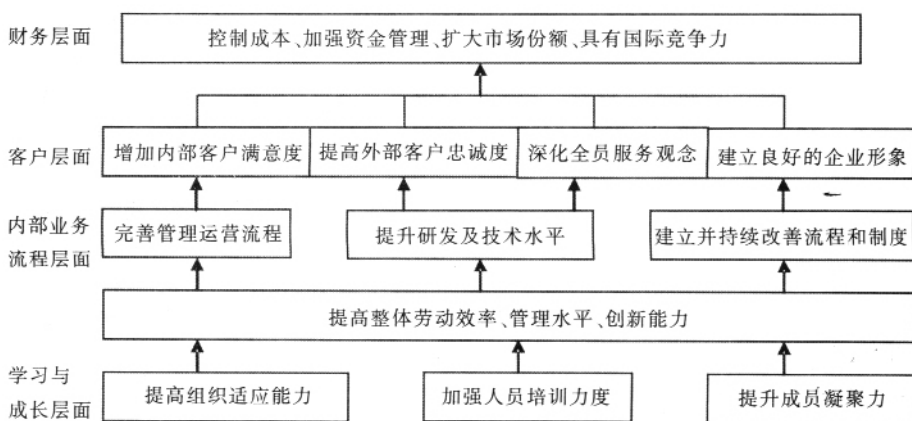 财务层面
控制成本、加强资金管理、扩大市场份额、具有国际竞争力
客户层面
增加内部客户满意度
提高外部客户忠诚度
深化全员服务观念
建立良好的企业形象
内部业务
流程层面
完善管理运营流程
提升研发及技术水平
建立并持续改善流程和制度
提高整体劳动效率、管理水平、创新能力
学习与
成长层面
提高组织适应能力
加强人员培训力度
提升成员凝聚力